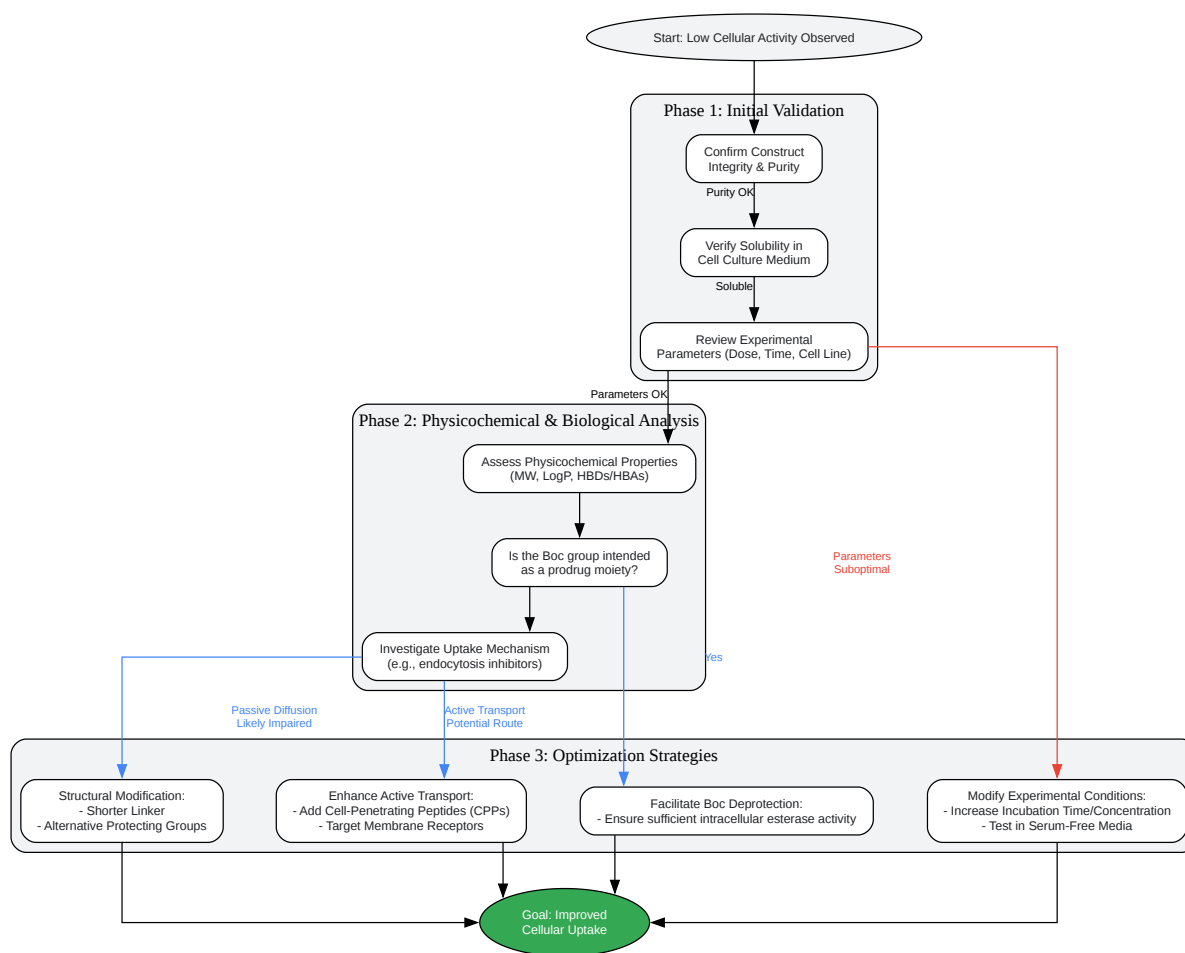 Start: Low Cellular Activity Observed
Phase 1: Initial Validation
Confirm Construct
Integrity & Purity
Purity OK
Verify Solubility in
Cell Culture Medium
Soluble
Review Experimental
Parameters (Dose, Time, Cell Line)
Parameters OK
Phase 2: Physicochemical & Biological Analysis
Assess Physicochemical Properties
(MW, LogP, HBDs/HBAs)
Is the Boc group intended
as a prodrug moiety?
Parameters
Suboptimal
Investigate Uptake Mechanism
(e.g., endocytosis inhibitors)
Yes
Passive Diffusion
Likely Impaired
Active Transport
Potential Route
Phase 3: Optimization Strategies
Structural Modification:
- Shorter Linker
- Alternative Protecting Groups
Enhance Active Transport:
- Add Cell-Penetrating Peptides (CPPs)
- Target Membrane Receptors
Facilitate Boc Deprotection:
- Ensure sufficient intracellular esterase activity
Modify Experimental Conditions:
- Increase Incubation Time/Concentration
- Test in Serum-Free Media
Goal: Improved
Cellular Uptake